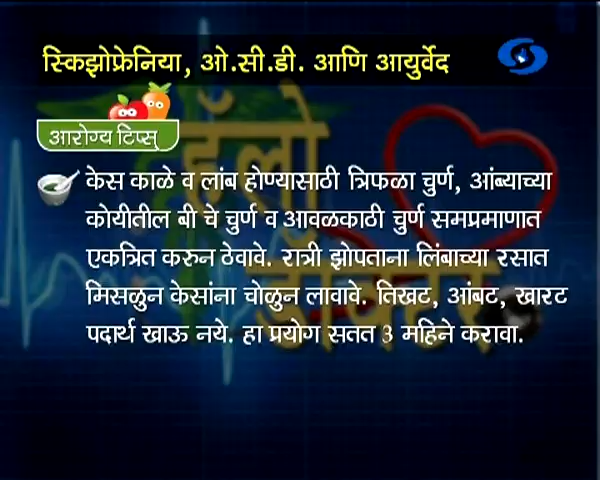 स्किझोफ्रेनिया, ओ.सी.डी. आणि आयुर्वेद
आरोग्य टिप्स्
हॅलो
डॉक्टर
केस काळे व लांब होण्यासाठी त्रिफळा चुर्ण, आंब्याच्या
कोयीतील बी चे चुर्ण व आवळकाठी चुर्ण समप्रमाणात
एकत्रित करुन ठेवावे. रात्री झोपताना लिंबाच्या रसात
मिसळुन केसांना चोळुन लावावे. तिखट, आंबट, खारट
पदार्थ खाऊ नये. हा प्रयोग सतत 3 महिने करावा.